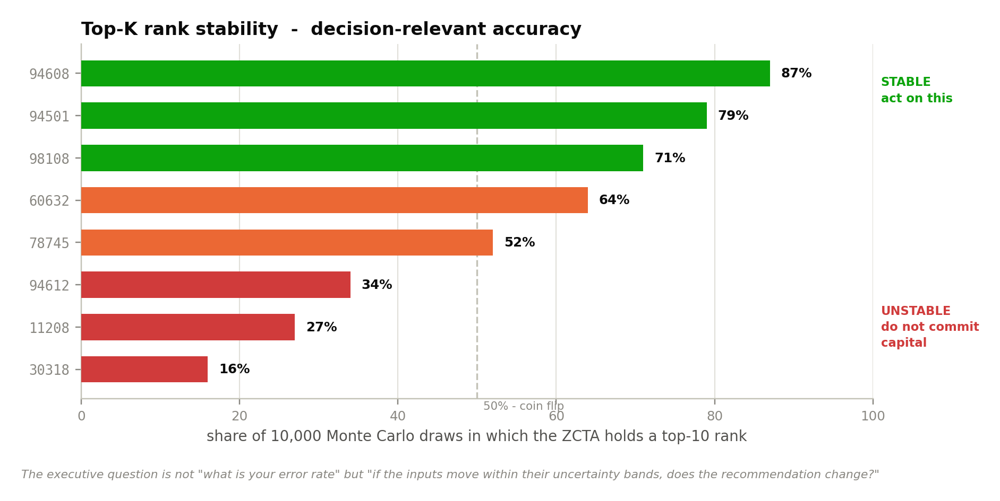 Top-K rank stability - decision-relevant accuracy
94608 87%
STABLE
act on this
94501 79%
98108 71%
60632 64%
78745 52%
94612 34%
UNSTABLE
do not commit
capital
11208 27%
30318 16%
50% - coin flip
0 20 40 60 80 100
share of 10,000 Monte Carlo draws in which the ZCTA holds a top-10 rank
The executive question is not "what is your error rate" but "if the inputs move within their uncertainty bands, does the recommendation change?"